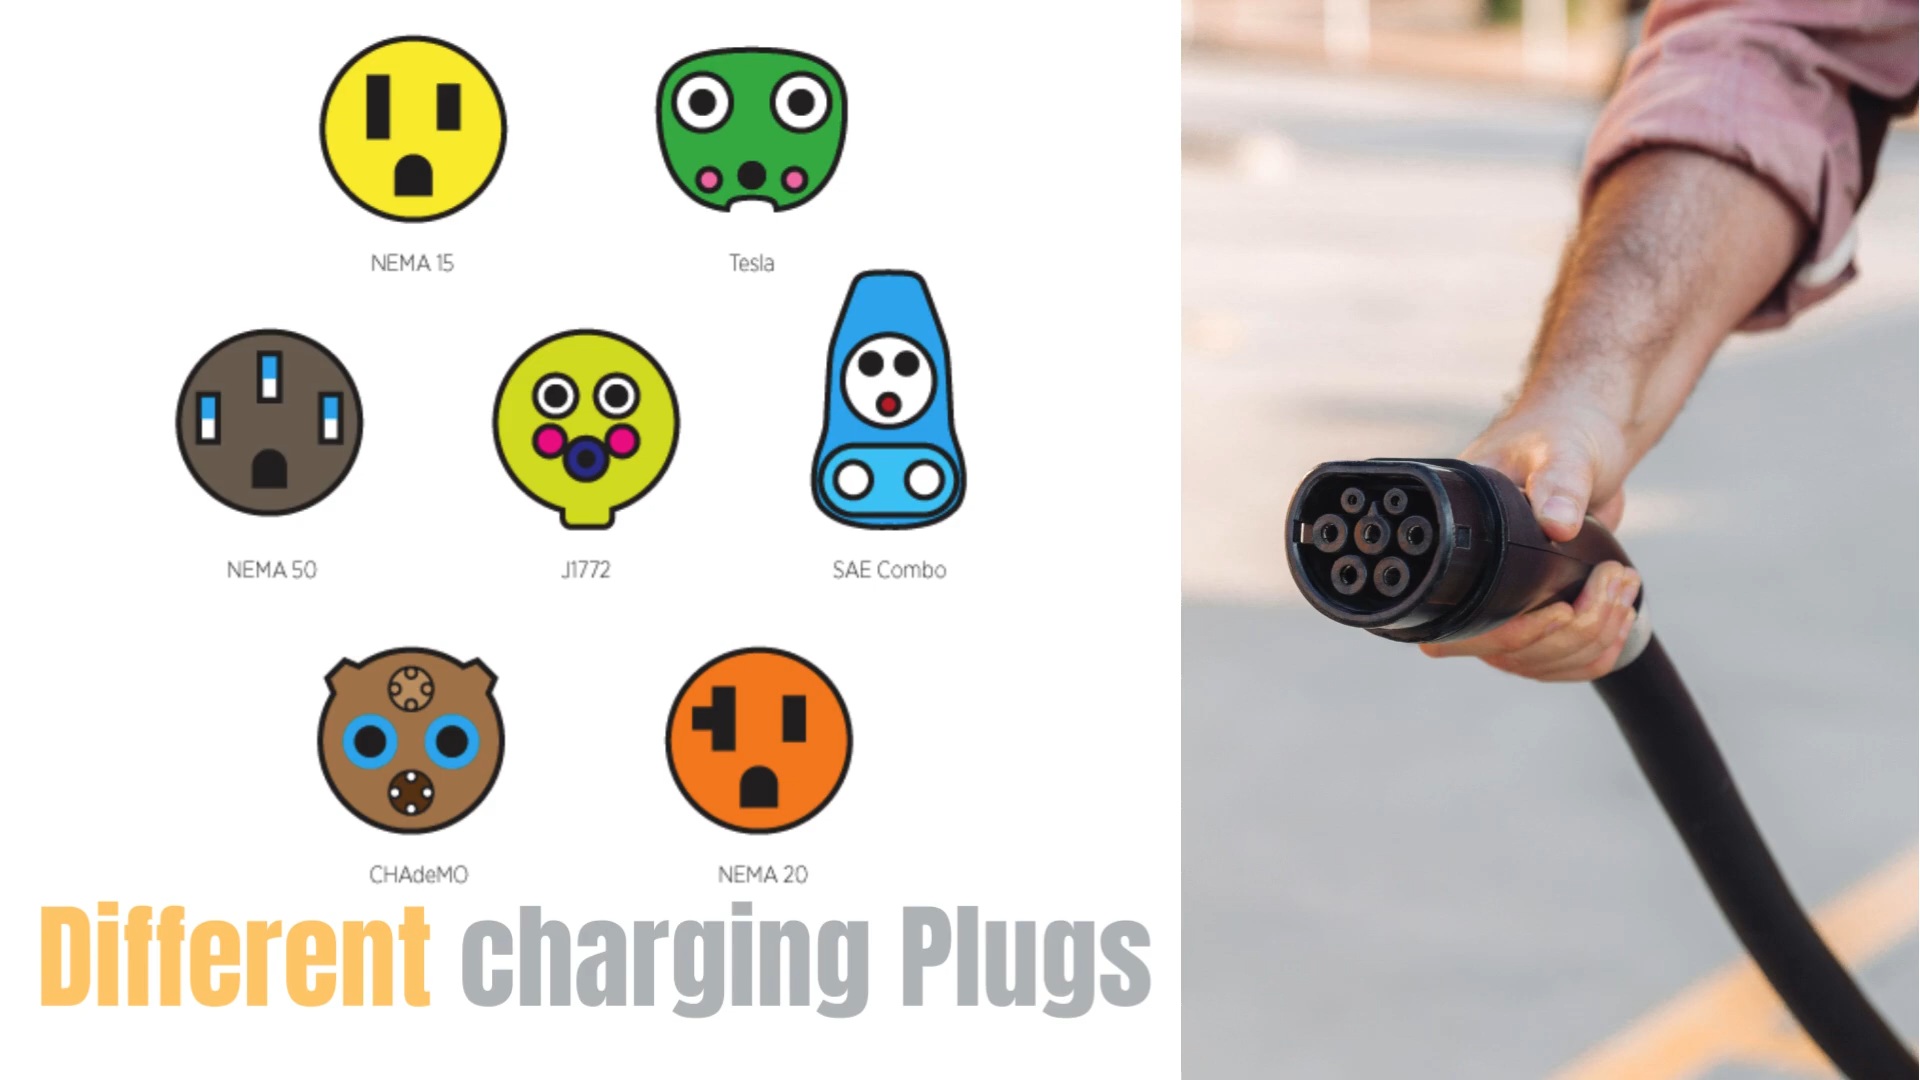 NEMA 15
Tesla
NEMA 50
J1772
SAE Combo
CHAdeMO
NEMA 20
Different charging Plugs